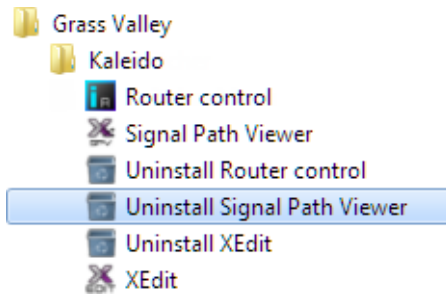 Grass Valley
Kaleido
Router control
Signal Path Viewer
Uninstall Router control
Uninstall Signal Path Viewer
Uninstall XEdit
XEdit